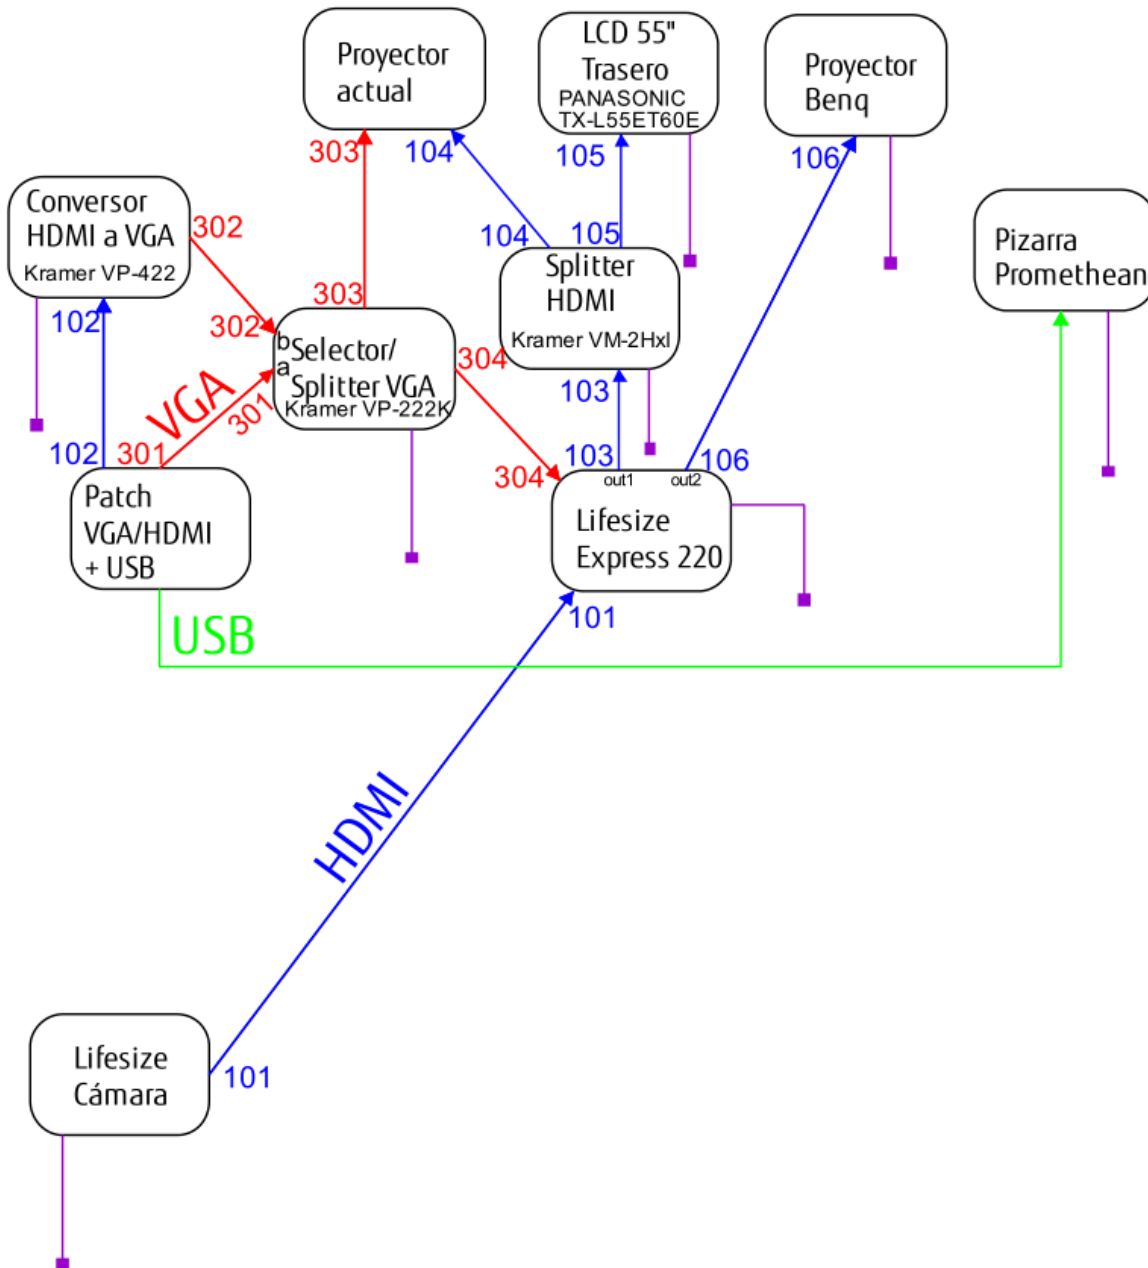 Proyector
actual
LCD 55"
Trasero
PANASONIC
TX-L55ET60E
Proyector
Benq
303
104
105
106
Conversor
HDMI a VGA
Kramer VP-422
302
104
105
Pizarra
Promethean
Splitter
HDMI
Kramer VM-2Hxl
303
102
302
b
a
Selector/
Splitter VGA
Kramer VP-222K
304
103
VGA
301
102
301
103
106
304
out1
out2
Patch
VGA/HDMI
+ USB
Lifesize
Express 220
101
USB
HDMI
Lifesize
Cámara
101